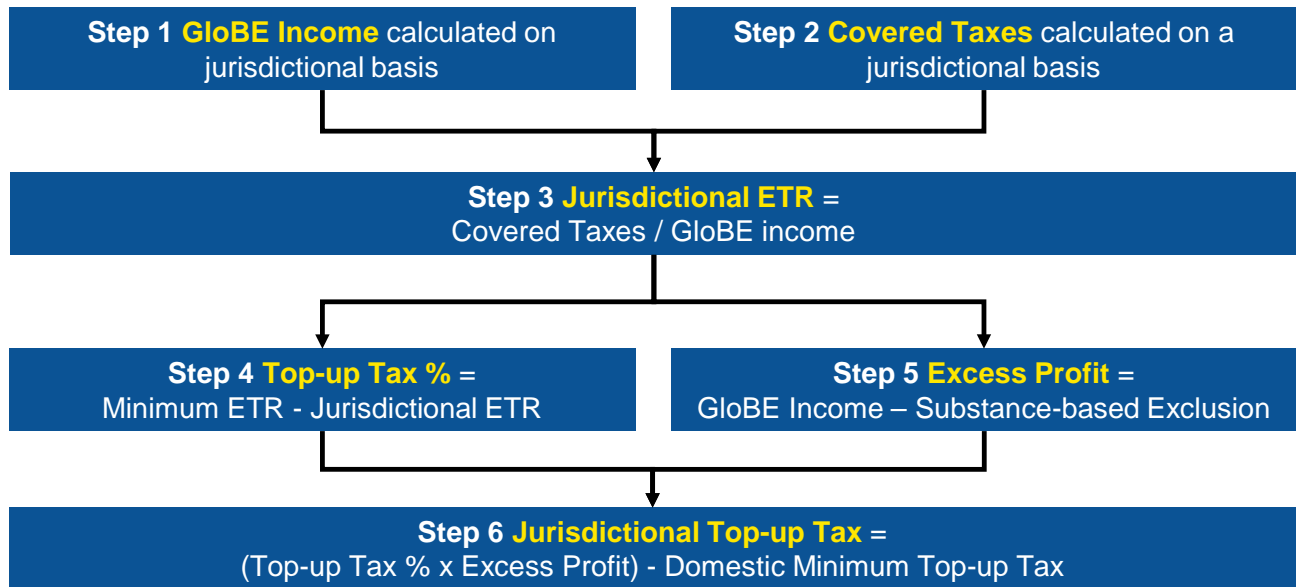 Step 1 GloBE Income calculated on
jurisdictional basis
Step 2 Covered Taxes calculated on a
jurisdictional basis
Step 3 Jurisdictional ETR =
Covered Taxes / GloBE income
Step 4 Top-up Tax % =
Minimum ETR - Jurisdictional ETR
Step 5 Excess Profit =
GloBE Income – Substance-based Exclusion
Step 6 Jurisdictional Top-up Tax =
(Top-up Tax % x Excess Profit) - Domestic Minimum Top-up Tax